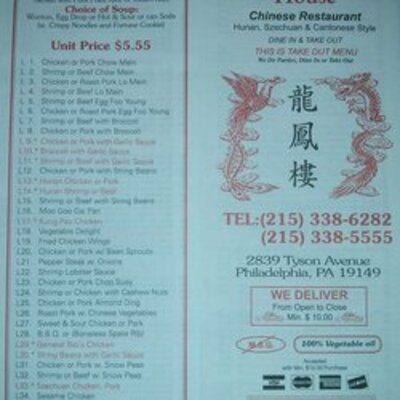 Choice of Soup:
Wonton, Egg Drop or Hot & Sour or can Soda
(w. Crispy Noodles and Fortune Cookie)
Unit Price $5.55
L 1. Chicken or Pork Chow Mein
L 2. Shrimp or Beef Chow Mein
L 3. Chicken or Roast Pork Lo Mein
L 4. Shrimp or Beef Lo Mein
L 5. Shrimp or Beef Egg Foo Young
L 6. Chicken or Roast Pork Egg Foo Young
L 7. Shrimp or Beef with Broccoli
L 8. Chicken or Pork with Broccoli
L 9.* Chicken or Pork with Garlic Sauce
L10.* Broccoli with Garlic Sauce
L11.* Shrimp or Beef with Garlic Sauce
L12. Chicken or Pork with String Beans
L13.* Hunan Chicken or Pork
L14.* Hunan Shrimp or Beef
L15. Shrimp or Beef with String Beans
L16. Moo Goo Gai Pan
L17.* Kung Pao Chicken
L18. Vegetable Delight
L19. Fried Chicken Wings
L20. Chicken or Pork w. Bean Sprouts
L21. Pepper Steak w. Onions
L22. Shrimp Lobster Sauce
L23. Chicken or Pork Chop Suey
L24. Shrimp or Chicken with Cashew Nuts
L25. Chicken or Pork Almond Ding
L26. Roast Pork w. Chinese Vegetables
L27. Sweet & Sour Chicken or Pork
L28. B.B.Q. or (Boneless Spare Rib)
L29.* General Tso's Chicken
L30.* String Beans with Garlic Sauce
L31. Chicken or Pork w. Snow Peas
L32. Shrimp or Beef w. Snow Peas
L33.* Szechuan Chicken, Pork
L34. Sesame Chicken
House
Chinese Restaurant
Hunan, Szechuan & Cantonese Style
DINE IN & TAKE OUT
THIS IS TAKE OUT MENU
We Do Parties, Dine In or Take Out
龍
鳳
樓
TEL:(215) 338-6282
(215) 338-5555
2839 Tyson Avenue
Philadelphia, PA 19149
WE DELIVER
From Open to Close
Min. $ 10.00
M.S.G.
100% Vegetable oil
Accepted
with Min. $10.00 Purchase
VISA